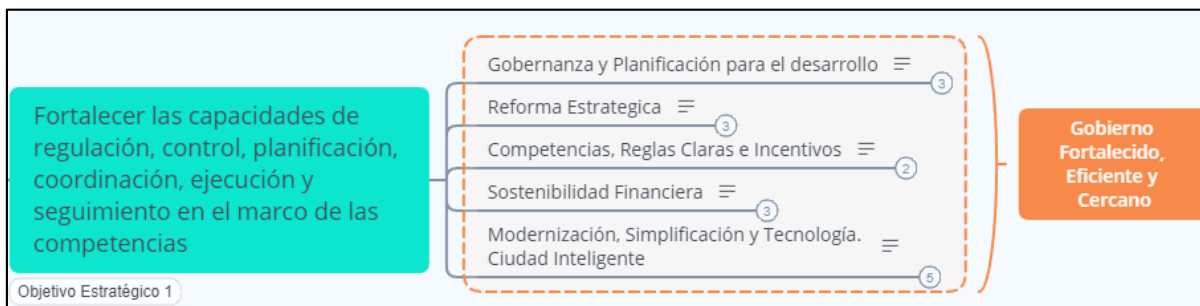 Fortalecer las capacidades de
regulación, control, planificación,
coordinación, ejecución y
seguimiento en el marco de las
competencias
Objetivo Estratégico 1
Gobernanza y Planificación para el desarrollo
3
Reforma Estrategica
3
Competencias, Reglas Claras e Incentivos
2
Sostenibilidad Financiera
3
Modernización, Simplificación y Tecnología.
Ciudad Inteligente
5
Gobierno
Fortalecido,
Eficiente y
Cercano